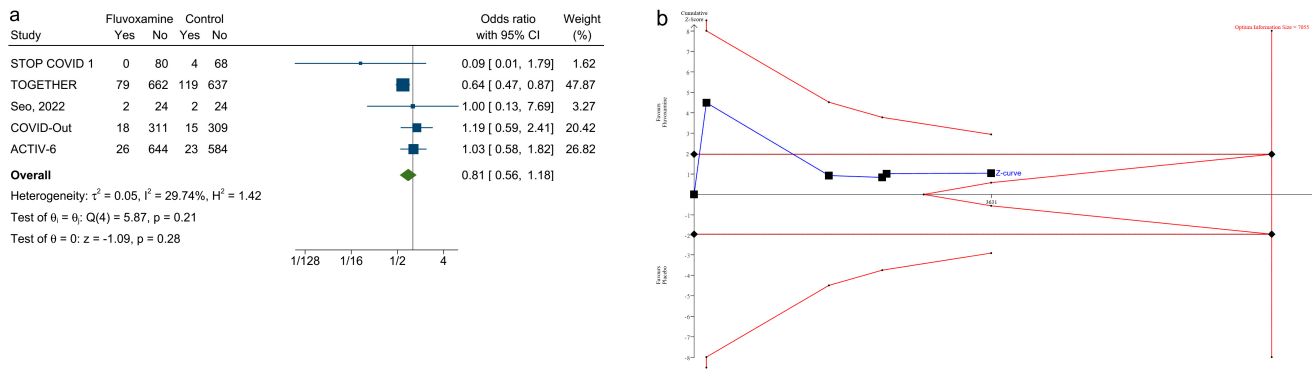 a
Fluvoxamine Control Odds ratio Weight
Study Yes No Yes No with 95% CI (%)
STOP COVID 1 0 80 4 68 0.09 [ 0.01, 1.79] 1.62
TOGETHER 79 662 119 637 0.64 [ 0.47, 0.87] 47.87
Seo, 2022 2 24 2 24 1.00 [ 0.13, 7.69] 3.27
COVID-Out 18 311 15 309 1.19 [ 0.59, 2.41] 20.42
ACTIV-6 26 644 23 584 1.03 [ 0.58, 1.82] 26.82
Overall 0.81 [ 0.56, 1.18]
Heterogeneity: τ² = 0.05, I² = 29.74%, H² = 1.42
Test of θᵢ = θⱼ: Q(4) = 5.87, p = 0.21
Test of θ = 0: z = -1.09, p = 0.28
1/128 1/16 1/2 4
b
Cumulative
Z-Score
Optium Information Size = 7055
8
7
6
5
4
3
2
1
-1
-2
-3
-4
-5
-6
-7
-8
Favours
Fluvoxamine
Favours
Placebo
Z-curve
3631